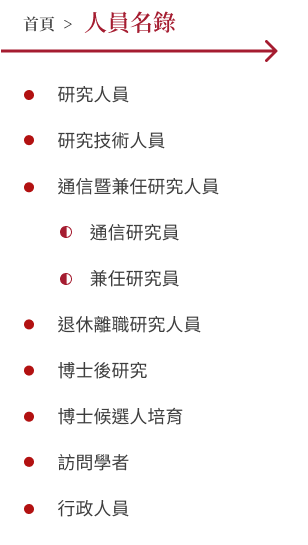 首頁 > 人員名錄
研究人員
研究技術人員
通信暨兼任研究人員
通信研究員
兼任研究員
退休離職研究人員
博士後研究
博士候選人培育
訪問學者
行政人員